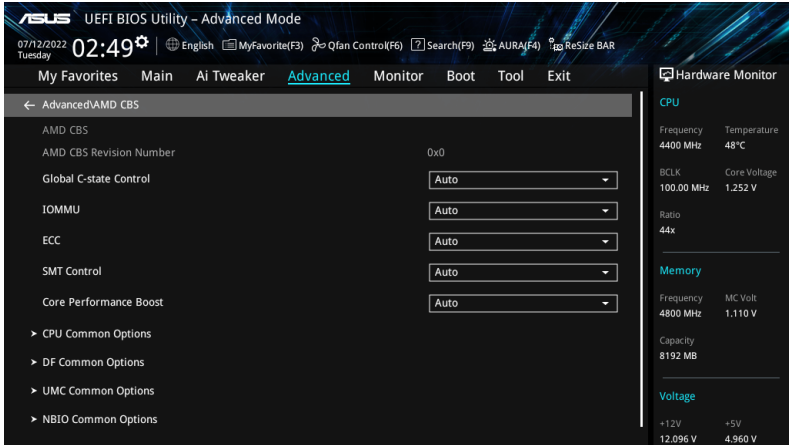 ASUS UEFI BIOS Utility – Advanced Mode
07/12/2022 Tuesday 02:49 English MyFavorite(F3) Qfan Control(F6) Search(F9) AURA(F4) ReSize BAR
My Favorites Main Ai Tweaker Advanced Monitor Boot Tool Exit
Hardware Monitor
← Advanced\AMD CBS
AMD CBS
AMD CBS Revision Number 0x0
Global C-state Control Auto
IOMMU Auto
ECC Auto
SMT Control Auto
Core Performance Boost Auto
> CPU Common Options
> DF Common Options
> UMC Common Options
> NBIO Common Options
CPU
Frequency Temperature
4400 MHz 48°C
BCLK Core Voltage
100.00 MHz 1.252 V
Ratio
44x
Memory
Frequency MC Volt
4800 MHz 1.110 V
Capacity
8192 MB
Voltage
+12V +5V
12.096 V 4.960 V